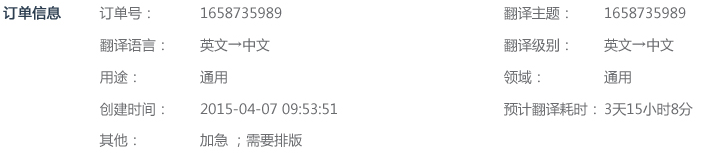 订单信息 订单号： 1658735989 翻译主题： 1658735989
翻译语言： 英文→中文 翻译级别： 英文→中文
用途： 通用 领域： 通用
创建时间： 2015-04-07 09:53:51 预计翻译耗时： 3天15小时8分
其他： 加急 ；需要排版